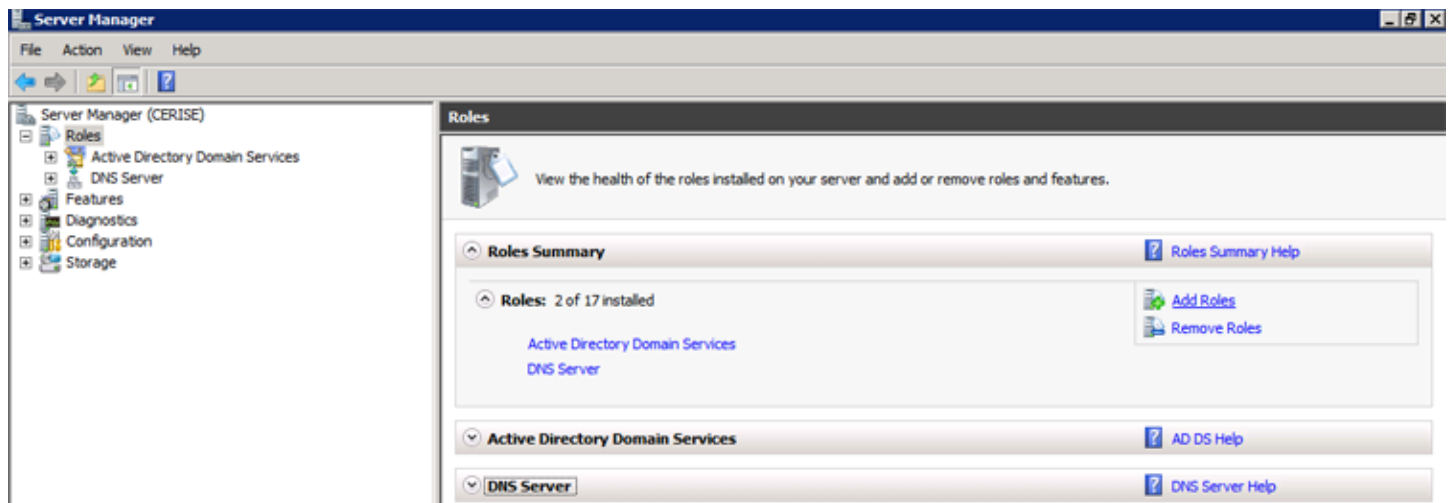 Server Manager
File Action View Help
Server Manager (CERISE)
Roles
Active Directory Domain Services
DNS Server
Features
Diagnostics
Configuration
Storage
Roles
View the health of the roles installed on your server and add or remove roles and features.
Roles Summary
Roles Summary Help
Roles: 2 of 17 installed
Add Roles
Remove Roles
Active Directory Domain Services
DNS Server
Active Directory Domain Services
AD DS Help
DNS Server
DNS Server Help